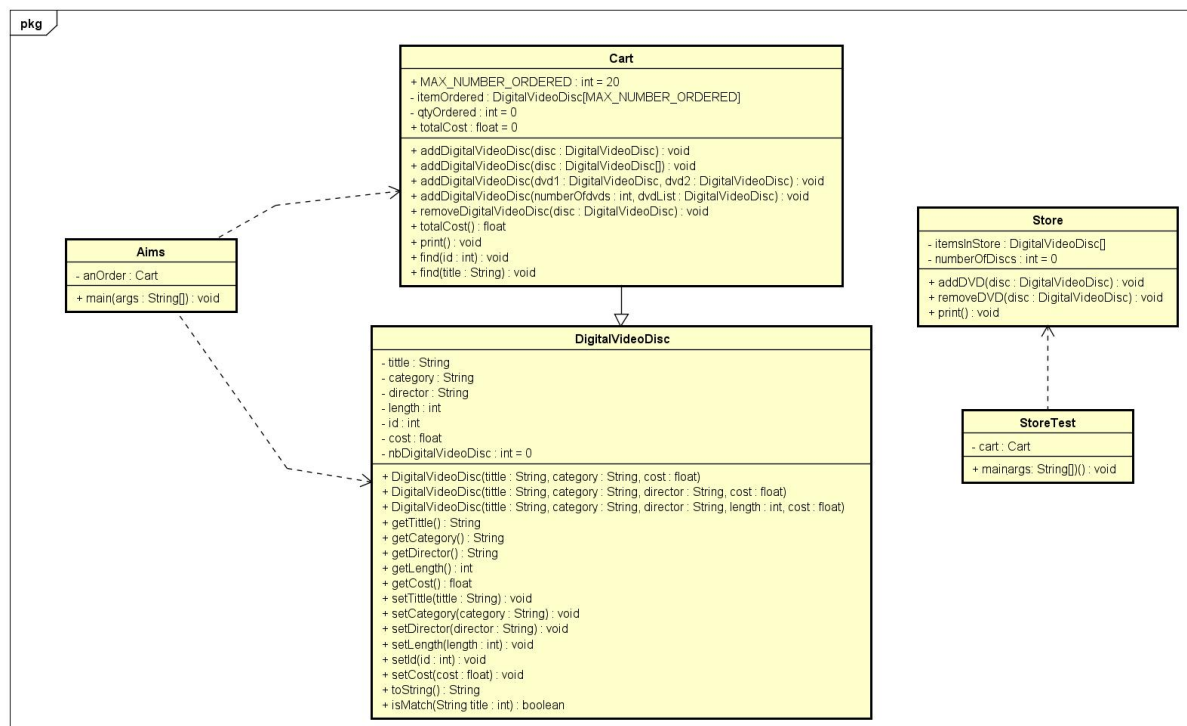 pkg
Cart
+ MAX_NUMBER_ORDERED : int = 20
- itemOrdered : DigitalVideoDisc[MAX_NUMBER_ORDERED]
- qtyOrdered : int = 0
+ totalCost : float = 0
+ addDigitalVideoDisc(disc : DigitalVideoDisc) : void
+ addDigitalVideoDisc(disc : DigitalVideoDisc[]) : void
+ addDigitalVideoDisc(dvd1 : DigitalVideoDisc, dvd2 : DigitalVideoDisc) : void
+ addDigitalVideoDisc(numberOfdvds : int, dvdList : DigitalVideoDisc) : void
+ removeDigitalVideoDisc(disc : DigitalVideoDisc) : void
+ totalCost() : float
+ print() : void
+ find(id : int) : void
+ find(title : String) : void
Aims
- anOrder : Cart
+ main(args : String[]) : void
Store
- itemsInStore : DigitalVideoDisc[]
- numberOfDiscs : int = 0
+ addDVD(disc : DigitalVideoDisc) : void
+ removeDVD(disc : DigitalVideoDisc) : void
+ print() : void
DigitalVideoDisc
- tittle : String
- category : String
- director : String
- length : int
- id : int
- cost : float
- nbDigitalVideoDisc : int = 0
+ DigitalVideoDisc(tittle : String, category : String, cost : float)
+ DigitalVideoDisc(tittle : String, category : String, director : String, cost : float)
+ DigitalVideoDisc(tittle : String, category : String, director : String, length : int, cost : float)
+ getTittle() : String
+ getCategory() : String
+ getDirector() : String
+ getLength() : int
+ getCost() : float
+ setTittle(tittle : String) : void
+ setCategory(category : String) : void
+ setDirector(director : String) : void
+ setLength(length : int) : void
+ setId(id : int) : void
+ setCost(cost : float) : void
+ toString() : String
+ isMatch(String title : int) : boolean
StoreTest
- cart : Cart
+ mainargs: String[])() : void